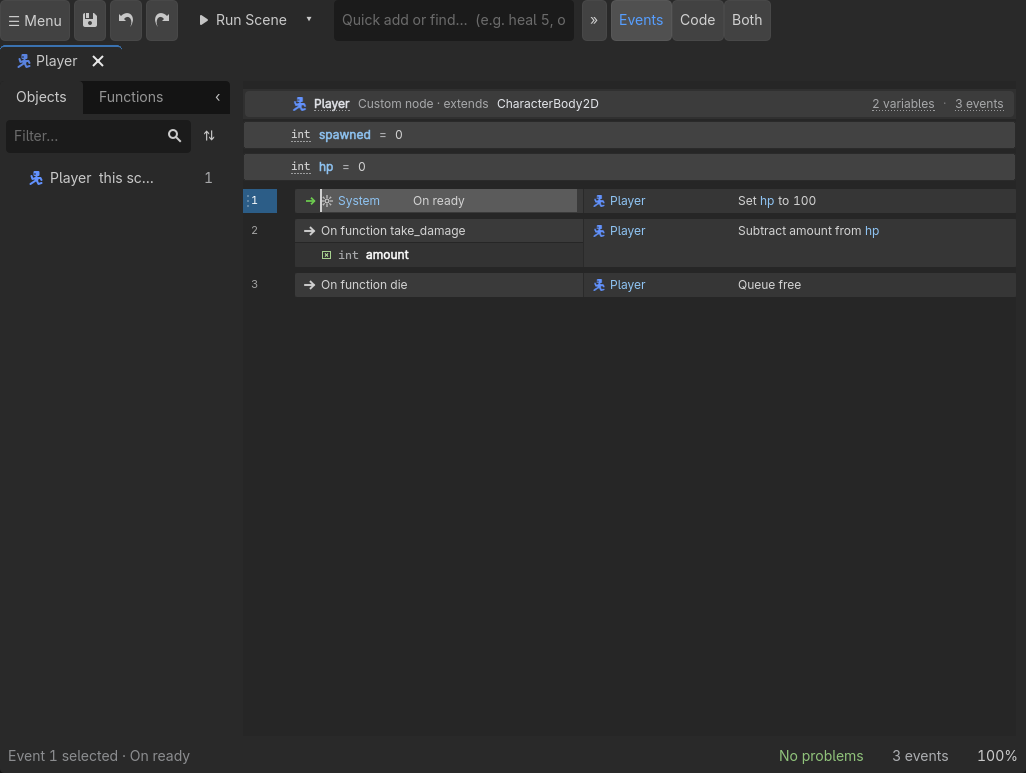 ☰ Menu Run Scene Quick add or find... (e.g. heal 5, o » Events Code Both
Player
Objects Functions ‹
Filter...
Player this sc... 1
Player Custom node · extends CharacterBody2D 2 variables · 3 events
int spawned = 0
int hp = 0
1 System On ready Player Set hp to 100
2 On function take_damage Player Subtract amount from hp
int amount
3 On function die Player Queue free
Event 1 selected · On ready No problems 3 events 100%